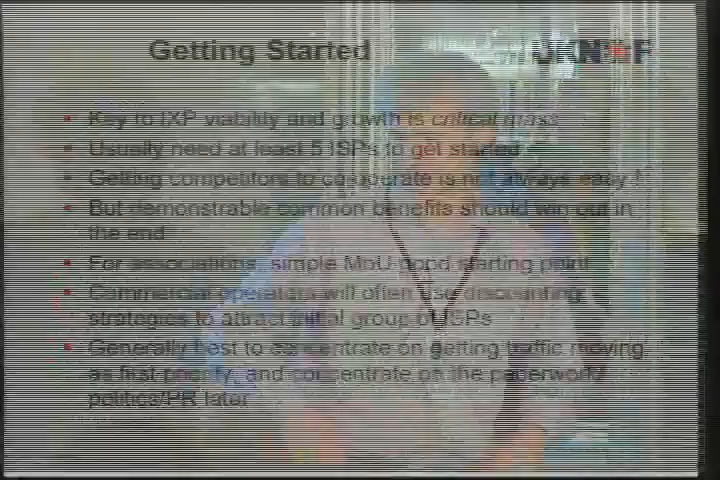 Getting Started
UKNOF
Key to IXP viability and growth is critical mass
Usually need at least 5 ISPs to get started
Getting competitors to cooperate is not always easy !
But demonstrable common benefits should win out in
the end
For associations, simple MoU good starting point
Commercial operators will often use discounting
strategies to attract initial group of ISPs
Generally best to concentrate on getting traffic moving
as first priority, and concentrate on the paperwork/
politics/PR later